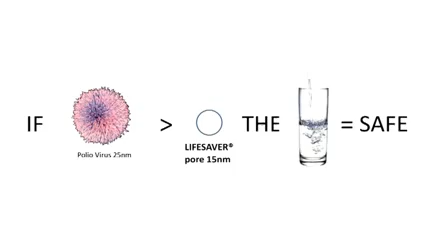 IF > THE = SAFE
Polio Virus 25nm
LIFESAVER®
pore 15nm